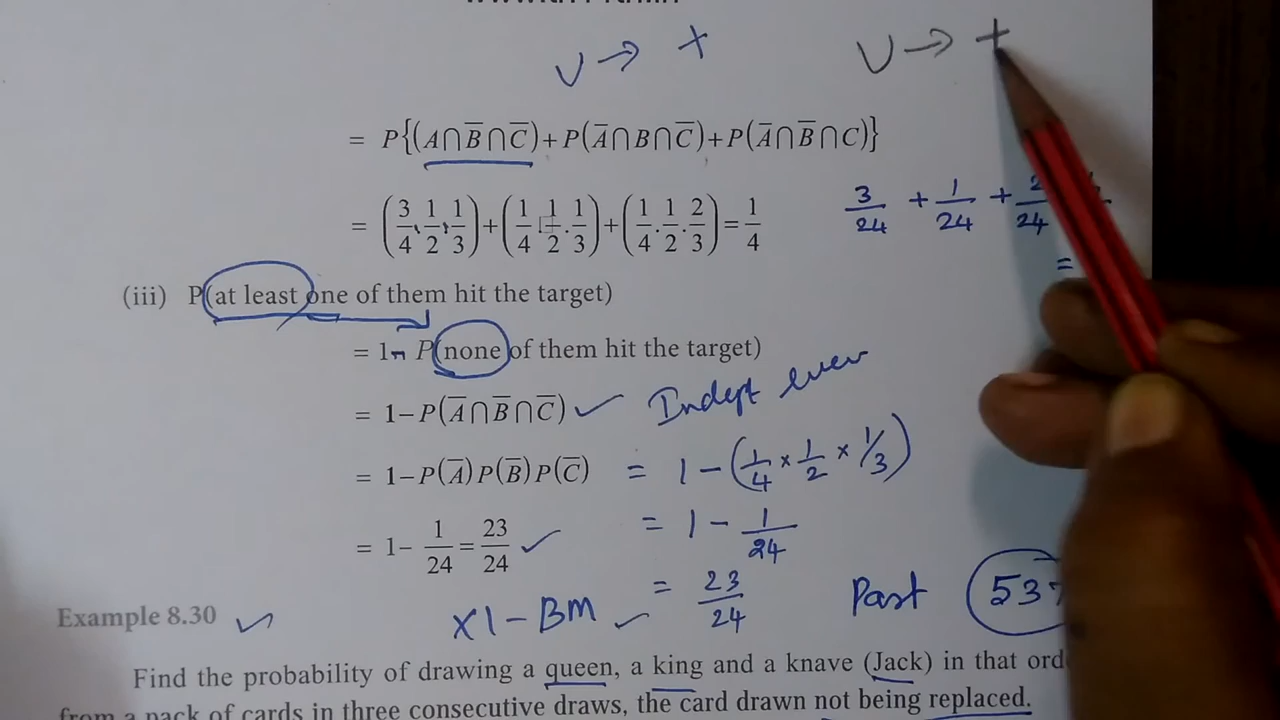 ∪ → +
∪ → +
= P{(A∩B̅∩C̅)+P(A̅∩B∩C̅)+P(A̅∩B̅∩C)}
= (3/4.1/2.1/3)+(1/4.1/2.1/3)+(1/4.1/2.2/3)=1/4
3/24 + 1/24 + 2/24
=
(iii) P(at least one of them hit the target)
= 1- P(none of them hit the target)
= 1-P(A̅∩B̅∩C̅) ✓ Indept even
= 1-P(A̅)P(B̅)P(C̅) = 1-(1/4 × 1/2 × 1/3)
= 1- 1/24 = 23/24 ✓ = 1 - 1/24
= 23/24
Example 8.30 ✓ XI-BM ✓ Part 537
Find the probability of drawing a queen, a king and a knave (Jack) in that ord
from a pack of cards in three consecutive draws, the card drawn not being replaced.